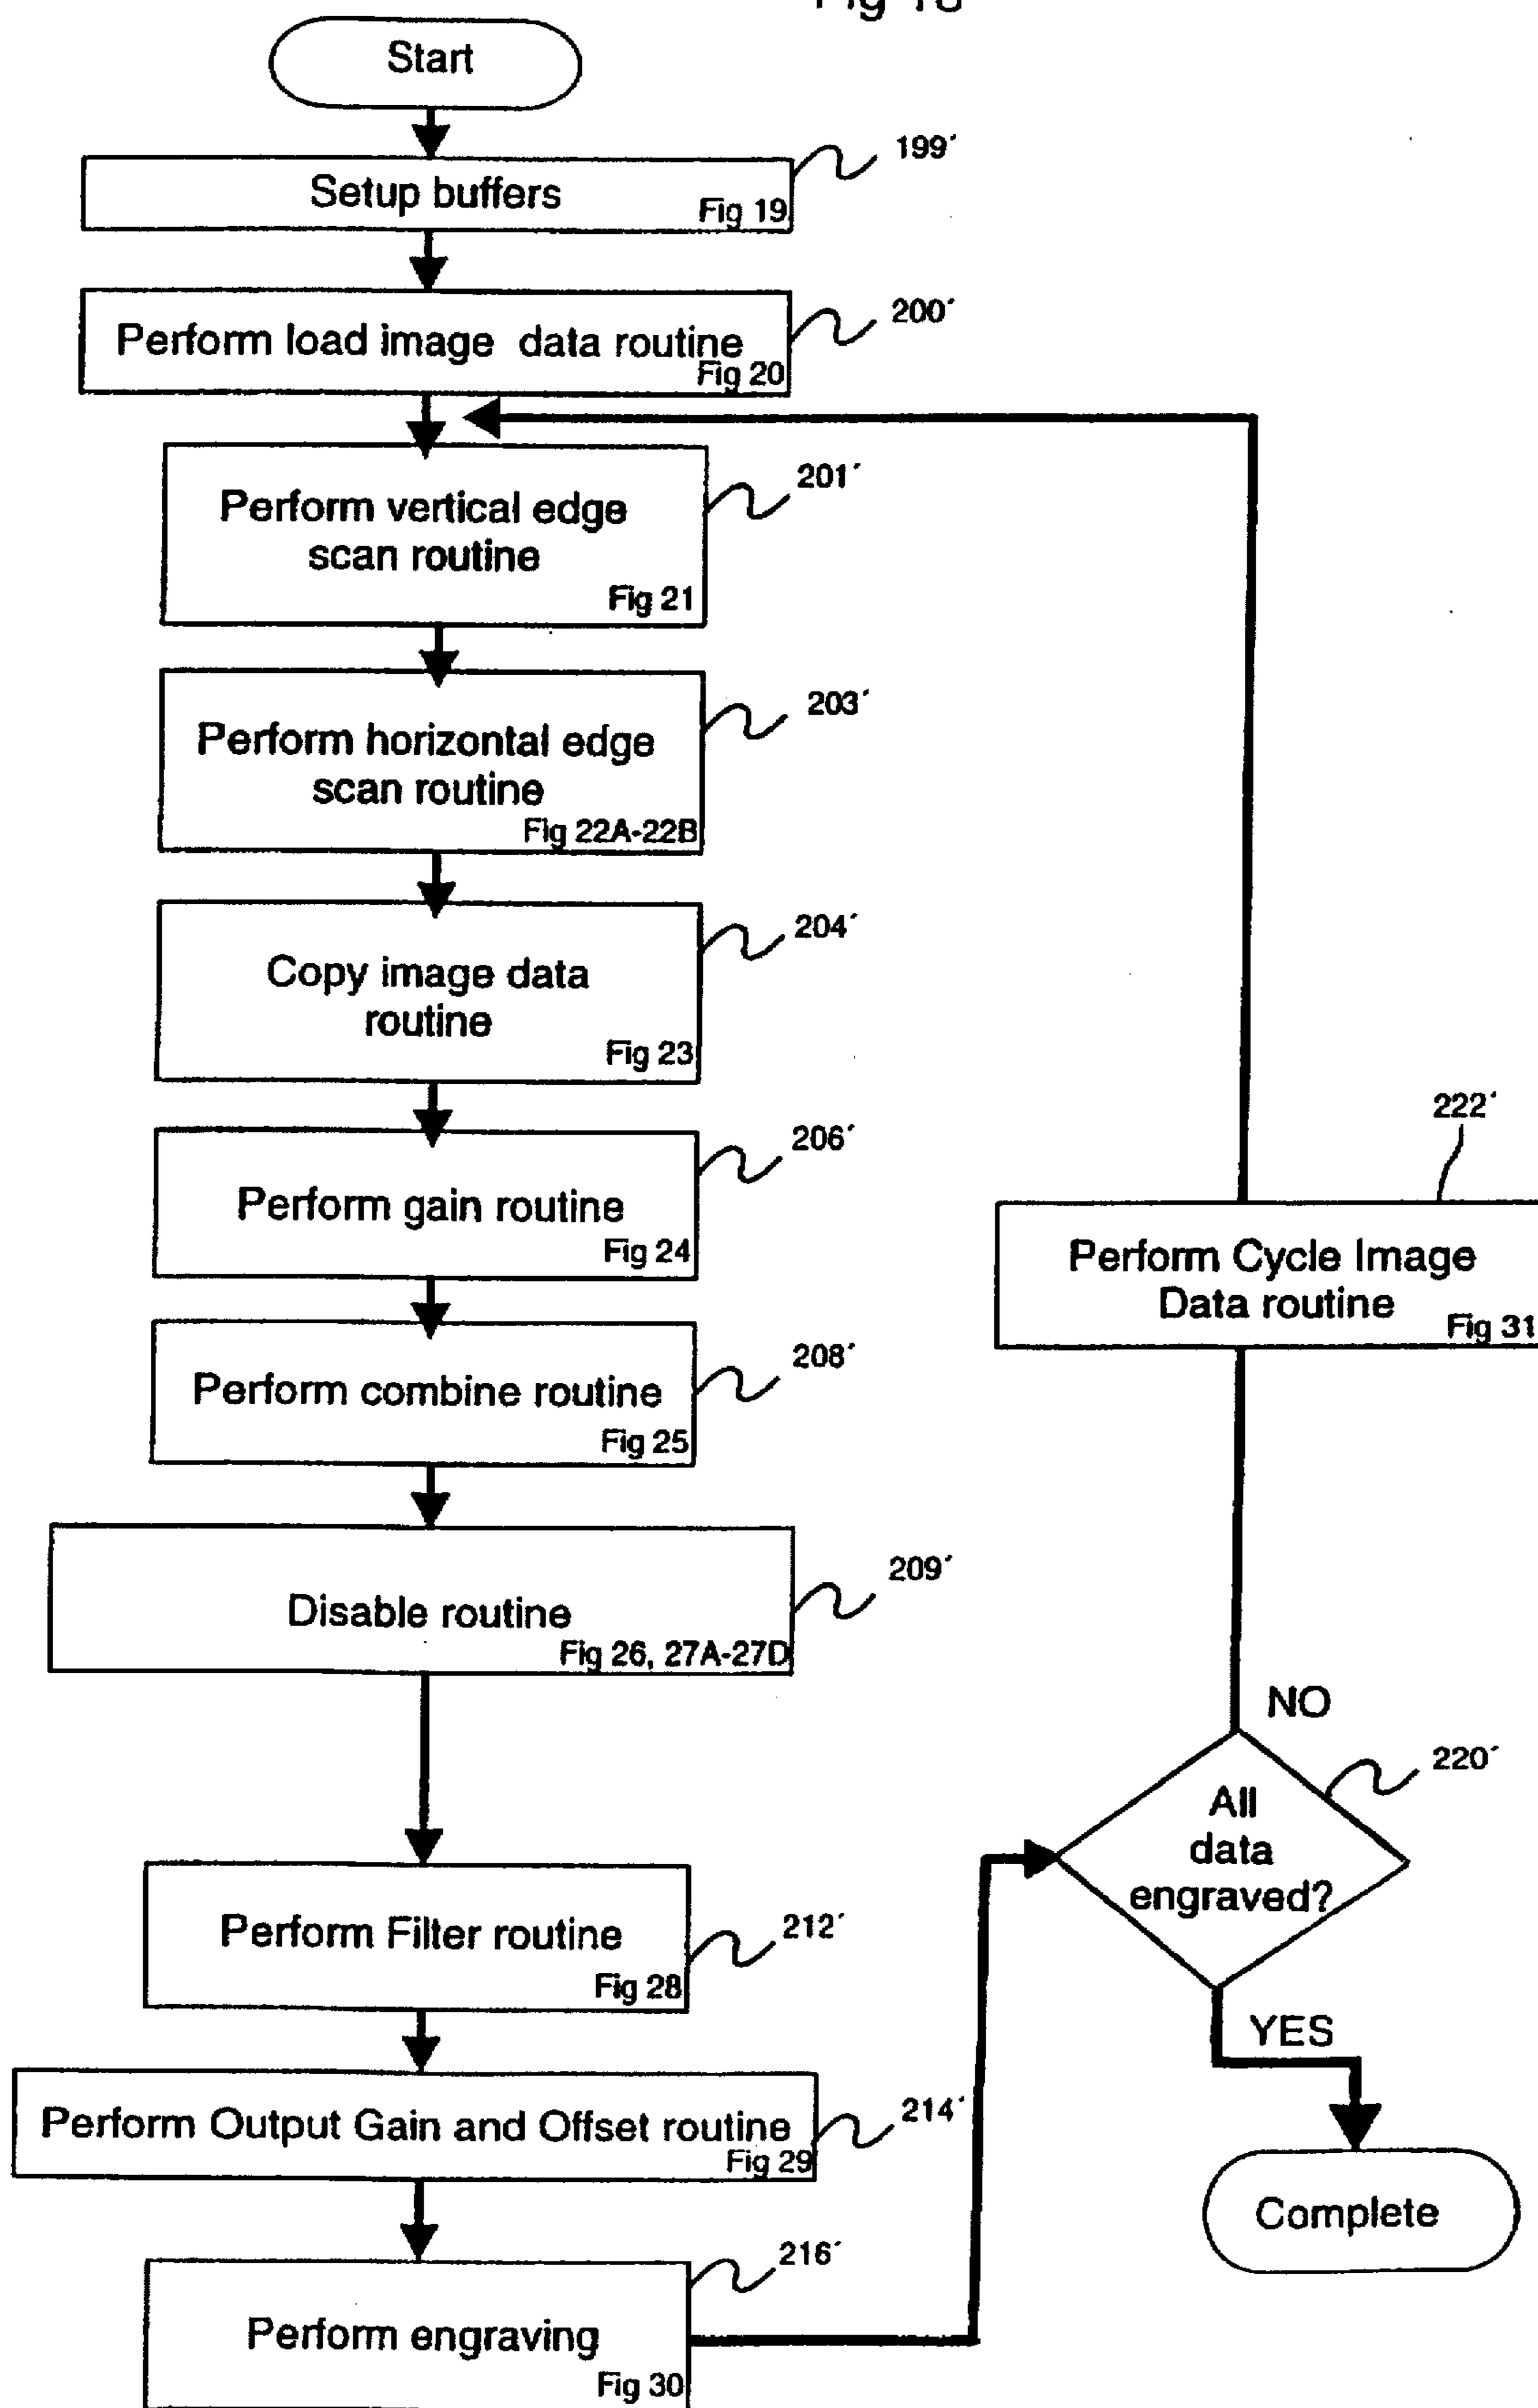 Start
199´
Setup buffers
Fig 19
200´
Perform load image data routine
Fig 20
201´
Perform vertical edge
scan routine
Fig 21
203´
Perform horizontal edge
scan routine
Fig 22A-22B
204´
Copy image data
routine
Fig 23
206´
Perform gain routine
Fig 24
208´
Perform combine routine
Fig 25
209´
Disable routine
Fig 26, 27A-27D
212´
Perform Filter routine
Fig 28
214´
Perform Output Gain and Offset routine
Fig 29
216´
Perform engraving
Fig 30
222´
Perform Cycle Image
Data routine
Fig 31
NO
220´
All
data
engraved?
YES
Complete